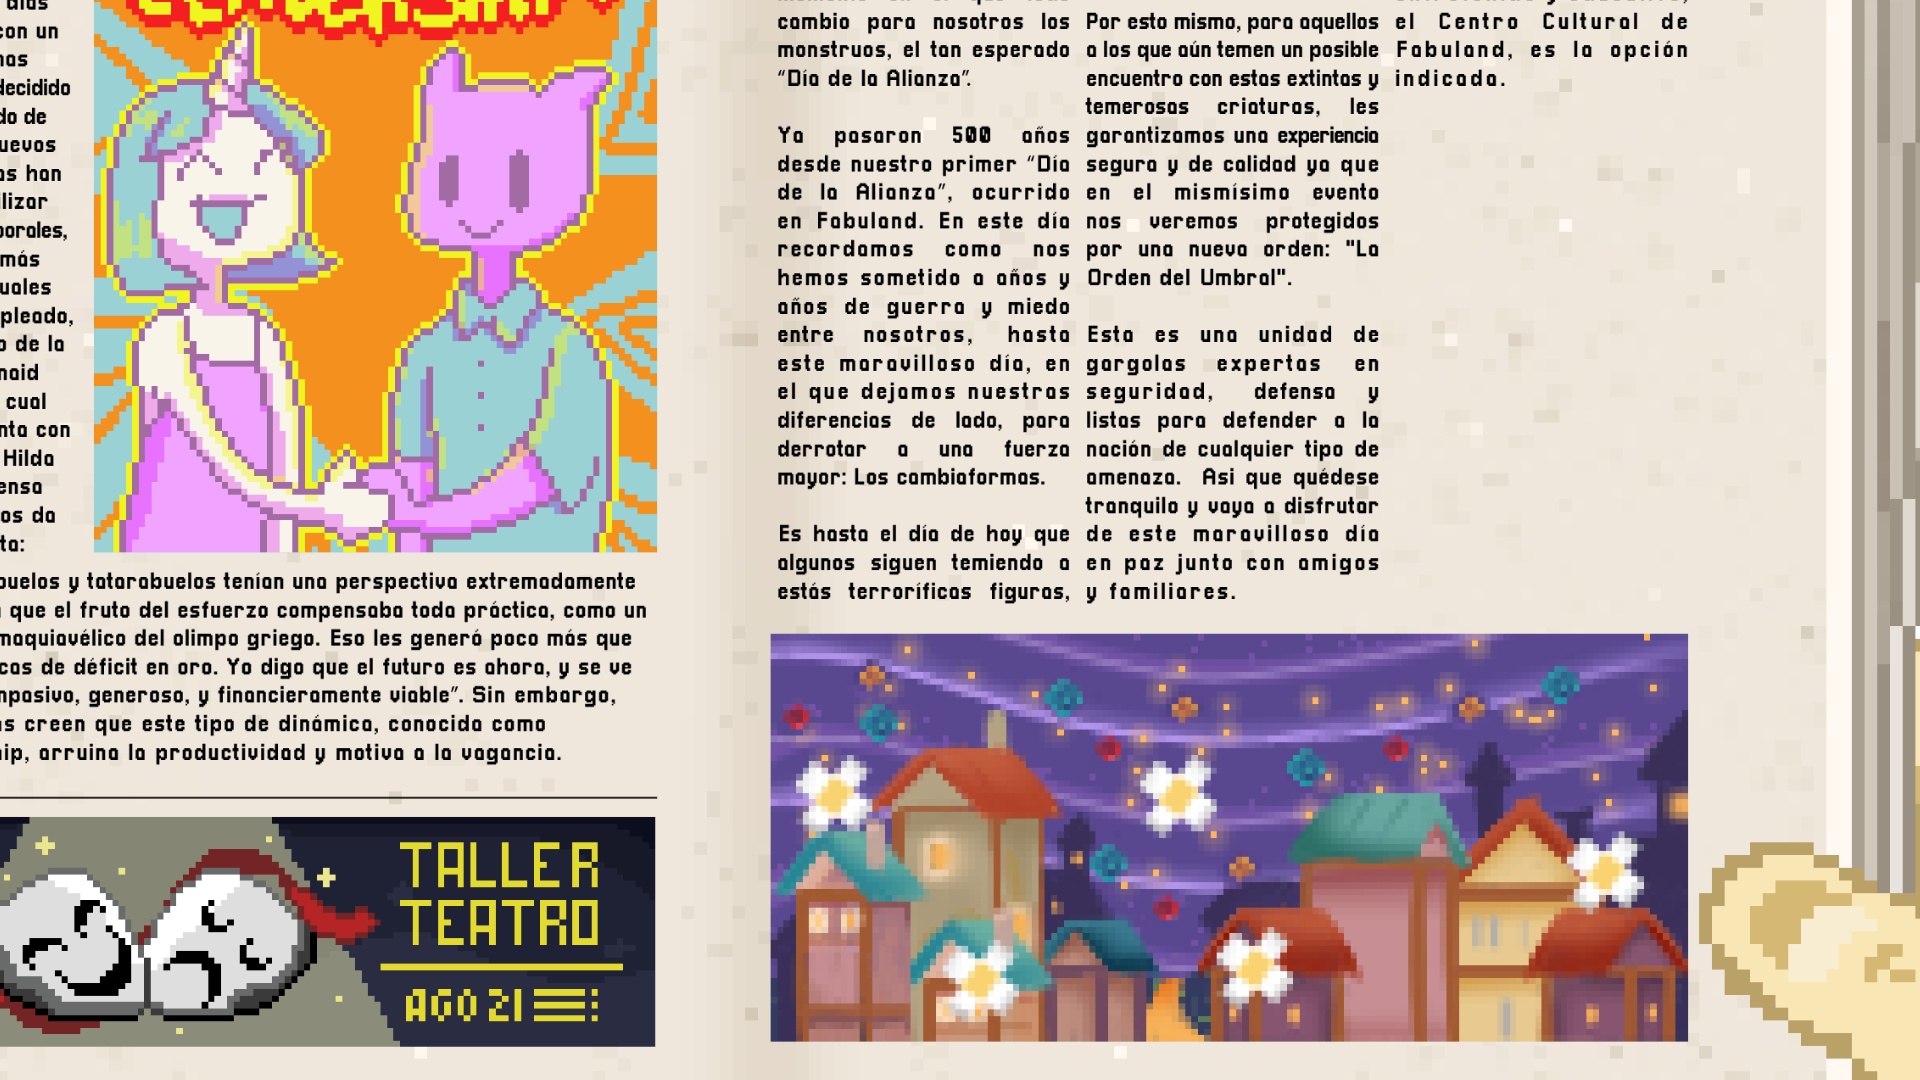 días
con un
decidido
do de
nuevos
as han
ilizar
porales,
más
uales
pleado,
o de la
naid
cual
nta con
Hilda
ensa
os da
ta:
buelos y tatarabuelos tenían una perspectiva extremadamente
que el fruto del esfuerzo compensaba toda práctica, como un
maquiavélico del olimpo griego. Eso les generó poco más que
cas de déficit en oro. Yo digo que el futuro es ahora, y se ve
mpasivo, generoso, y financieramente viable”. Sin embargo,
as creen que este tipo de dinámica, conocida como
hip, arruina la productividad y motiva a la vagancia.
TALLER
TEATRO
AGO 21
cambio para nosotros los
monstruos, el tan esperado
“Día de la Alianza”.
Ya pasaron 500 años
desde nuestro primer “Día
de la Alianza”, ocurrido
en Fabuland. En este día
recordamos como nos
hemos sometido a años y
años de guerra y miedo
entre nosotros, hasta
este maravilloso día, en
el que dejamos nuestras
diferencias de lado, para
derrotar a una fuerza
mayor: Los cambiaformas.
Es hasta el día de hoy que
algunos siguen temiendo a
estás terroríficas figuras,
Por esto mismo, para aquellos
a los que aún temen un posible
encuentro con estas extintas y
temerosas criaturas, les
garantizamos una experiencia
segura y de calidad ya que
en el mismísimo evento
nos veremos protegidos
por una nueva orden: "La
Orden del Umbral".
Esta es una unidad de
gargolas expertas en
seguridad, defensa y
listas para defender a la
nación de cualquier tipo de
amenaza. Asi que quédese
tranquilo y vaya a disfrutar
de este maravilloso día
en paz junto con amigos
y familiares.
el Centro Cultural de
Fabuland, es la opción
indicada.